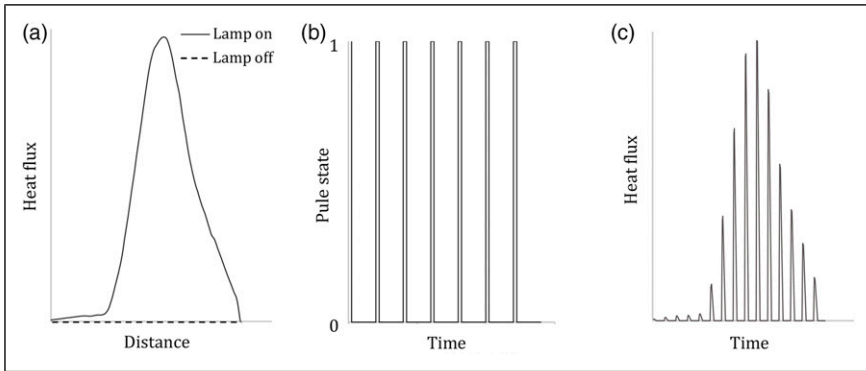 (a)
Lamp on
Lamp off
Heat flux
Distance
(b)
1
Pule state
0
Time
(c)
Heat flux
Time